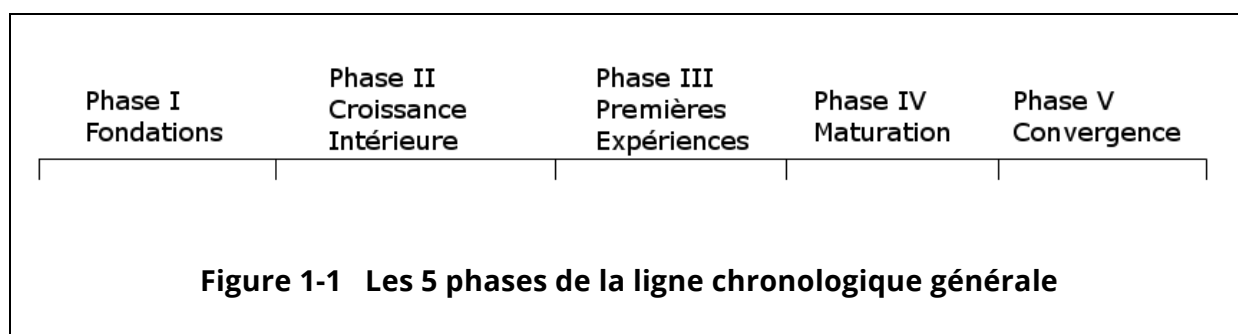 Phase I
Fondations
Phase II
Croissance
Intérieure
Phase III
Premières
Expériences
Phase IV
Maturation
Phase V
Convergence
Figure 1-1 Les 5 phases de la ligne chronologique générale